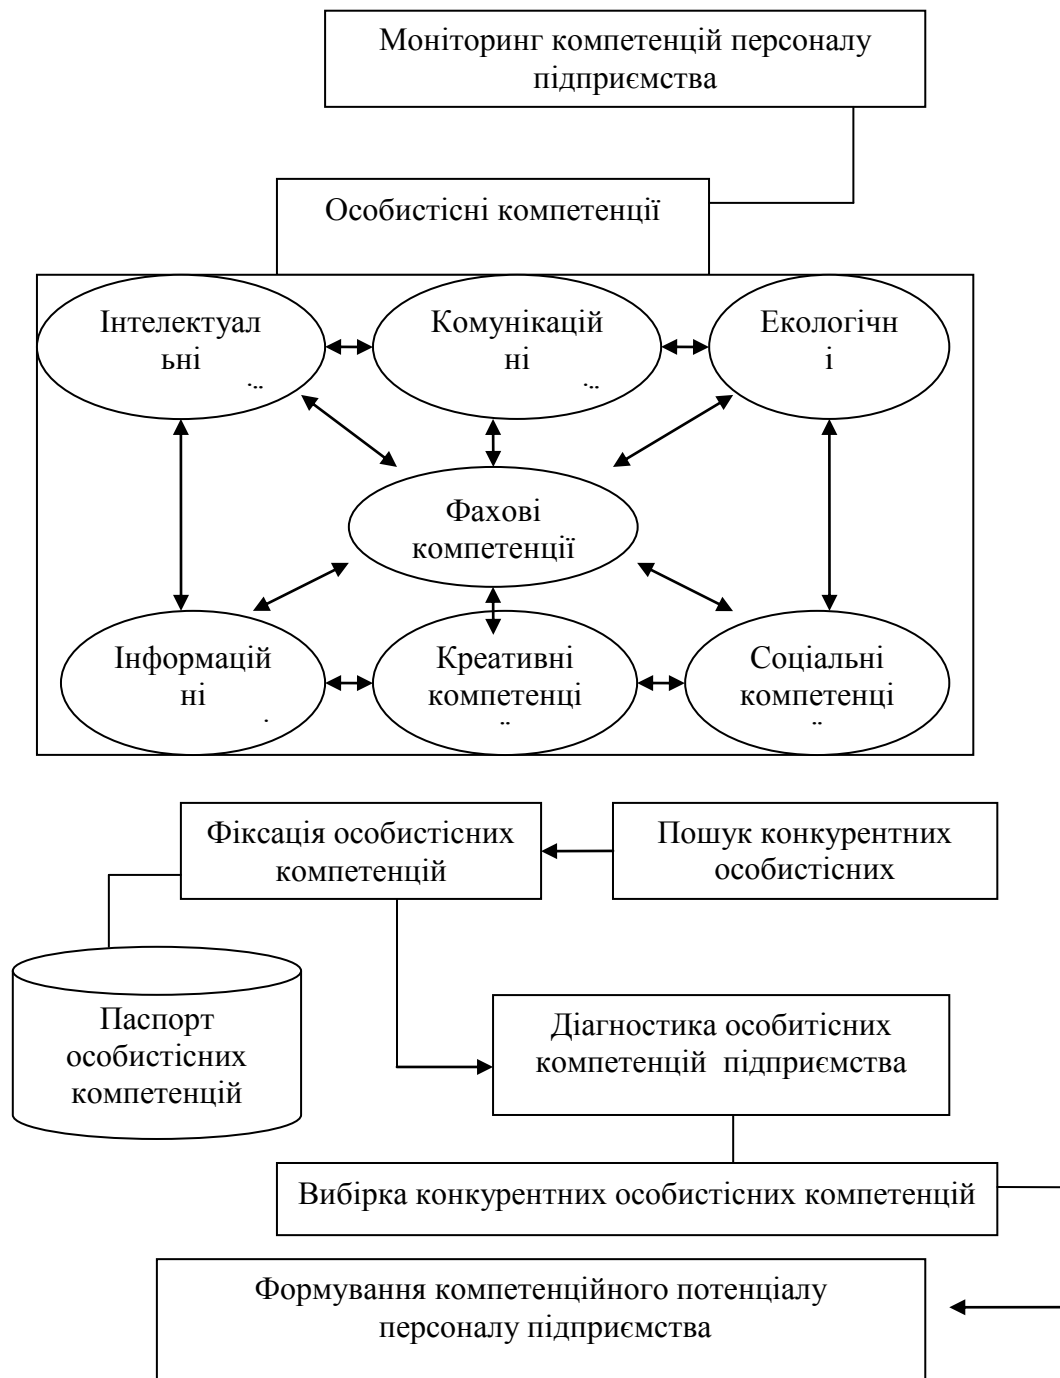 Моніторинг компетенцій персоналу
підприємства
Особистісні компетенції
Інтелектуал
ьні
Комунікацій
ні
Екологічн
і
Фахові
компетенції
Інформацій
ні
Креативні
компетенці
ї
Соціальні
компетенці
ї
Фіксація особистісних
компетенцій
Пошук конкурентних
особистісних
Паспорт
особистісних
компетенцій
Діагностика особитісних
компетенцій підприємства
Вибірка конкурентних особистісних компетенцій
Формування компетенційного потенціалу
персоналу підприємства